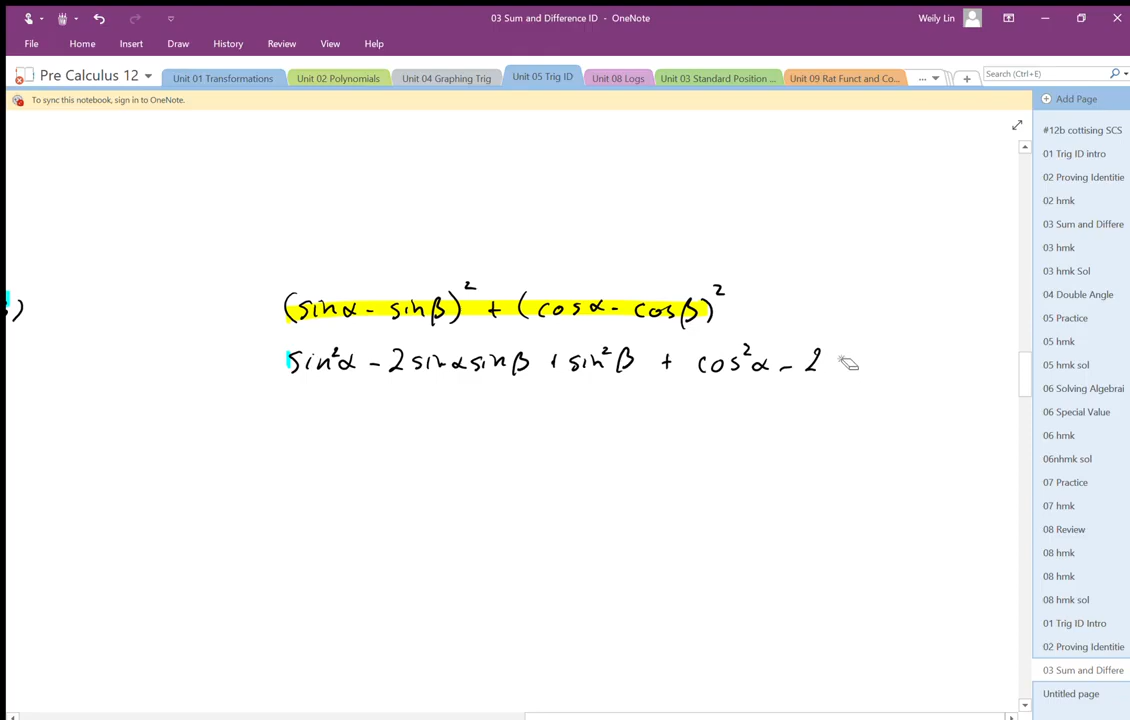 03 Sum and Difference ID - OneNote
Weily Lin
File Home Insert Draw History Review View Help
Pre Calculus 12
Unit 01 Transformations
Unit 02 Polynomials
Unit 04 Graphing Trig
Unit 05 Trig ID
Unit 08 Logs
Unit 03 Standard Position ...
Unit 09 Rat Funct and Co...
...
Search (Ctrl+E)
To sync this notebook, sign in to OneNote.
Add Page
#12b cottising SCS
01 Trig ID intro
02 Proving Identitie
02 hmk
03 Sum and Differe
03 hmk
03 hmk Sol
04 Double Angle
05 Practice
05 hmk
05 hmk sol
06 Solving Algebrai
06 Special Value
06 hmk
06nhmk sol
07 Practice
07 hmk
08 Review
08 hmk
08 hmk
08 hmk sol
01 Trig ID Intro
02 Proving Identitie
03 Sum and Differe
Untitled page
)
(sinα - sinβ)² + (cosα - cosβ)²
sin²α - 2 sinα sinβ + sin²β + cos²α - 2